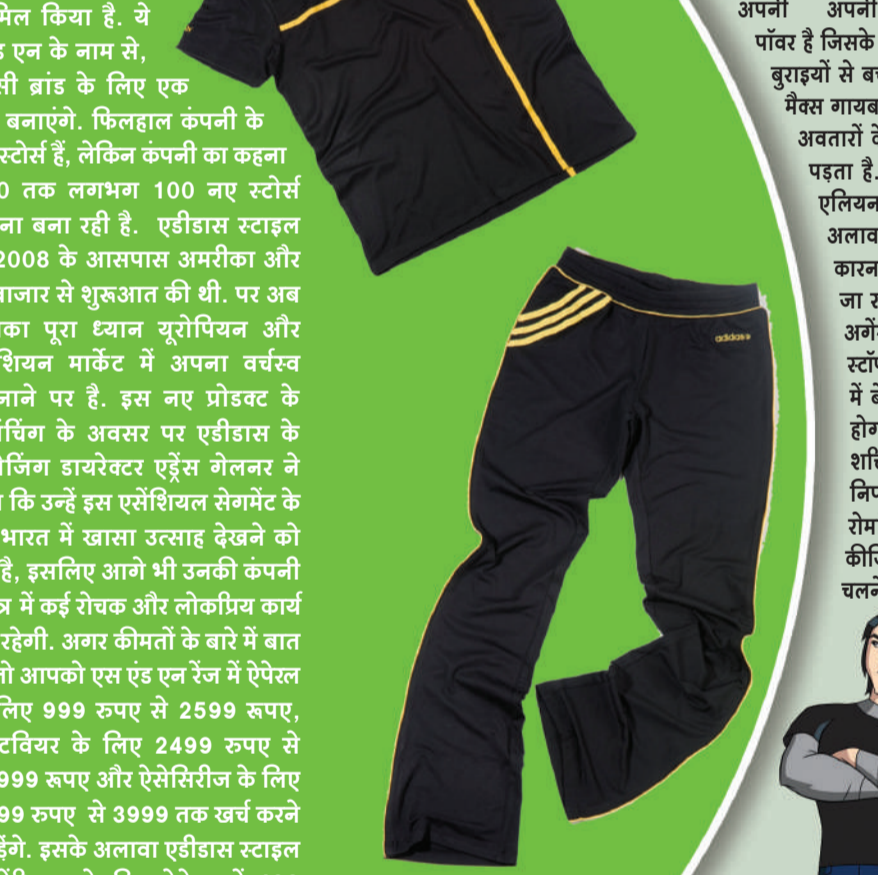 मिल किया है. ये
एन के नाम से,
सी ब्रांड के लिए एक
बनाएंगे. फिलहाल कंपनी के
स्टोर्स हैं, लेकिन कंपनी का कहना
0 तक लगभग 100 नए स्टोर्स
ना बना रही है. एडीडास स्टाइल
2008 के आसपास अमरीका और
बाजार से शुरूआत की थी. पर अब
का पूरा ध्यान यूरोपियन और
शियन मार्केट में अपना वर्चस्व
नाने पर है. इस नए प्रोडक्ट के
ंचिंग के अवसर पर एडीडास के
ेजिंग डायरेक्टर एड्रेंस गेलनर ने
कि उन्हें इस एसेंशियल सेगमेंट के
भारत में खासा उत्साह देखने को
है, इसलिए आगे भी उनकी कंपनी
त्र में कई रोचक और लोकप्रिय कार्य
रहेगी. अगर कीमतों के बारे में बात
तो आपको एस एंड एन रेंज में ऐपेरल
लिए 999 रुपए से 2599 रूपए,
टवियर के लिए 2499 रुपए से
999 रूपए और ऐसेसिरीज के लिए
99 रुपए से 3999 तक खर्च करने
ड़ेंगे. इसके अलावा एडीडास स्टाइल
adidas
अपनी अपनी
पॉवर है जिसके
बुराइयों से बच
मैक्स गायब
अवतारों के
पड़ता है.
एलियन
अलाव
कारन
जा र
अगें
स्टॉ
में बे
होग
शक्ति
निप
रोमा
कीजि
चलने